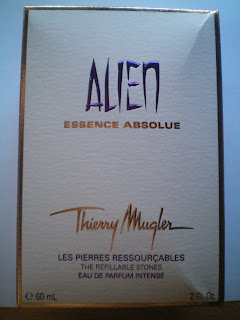 ALIEN
ESSENCE ABSOLUE
Thierry Mugler
LES PIERRES RESSOURÇABLES
THE REFILLABLE STONES
EAU DE PARFUM INTENSE
℮ 60 mL 2 Fl. Oz.